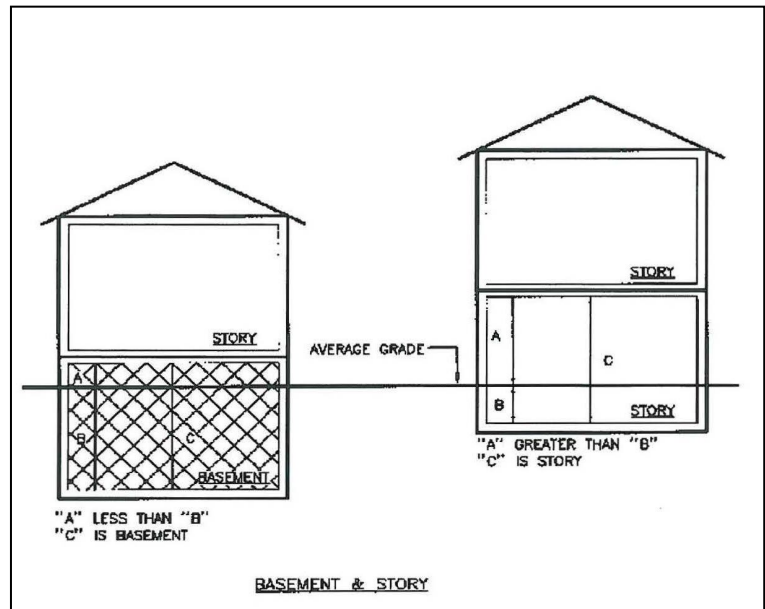 STORY
STORY
AVERAGE GRADE
A
B
C
BASEMENT
A
B
C
STORY
"A" LESS THAN "B"
"C" IS BASEMENT
"A" GREATER THAN "B"
"C" IS STORY
BASEMENT & STORY